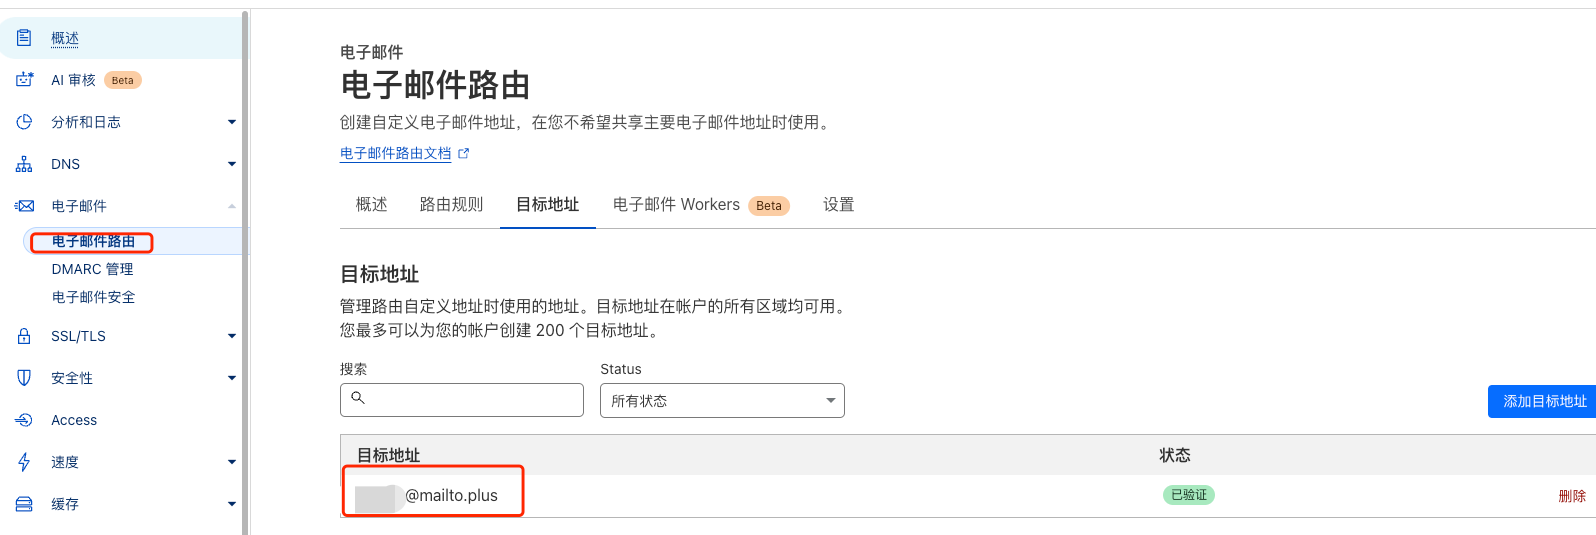 概述
AI 审核 Beta
分析和日志
DNS
电子邮件
电子邮件路由
DMARC 管理
电子邮件安全
SSL/TLS
安全性
Access
速度
缓存
电子邮件
电子邮件路由
创建自定义电子邮件地址，在您不希望共享主要电子邮件地址时使用。
电子邮件路由文档
概述 路由规则 目标地址 电子邮件 Workers Beta 设置
目标地址
管理路由自定义地址时使用的地址。目标地址在帐户的所有区域均可用。
您最多可以为您的帐户创建 200 个目标地址。
搜索 Status
所有状态 添加目标地址
目标地址 状态
@mailto.plus 已验证 删除